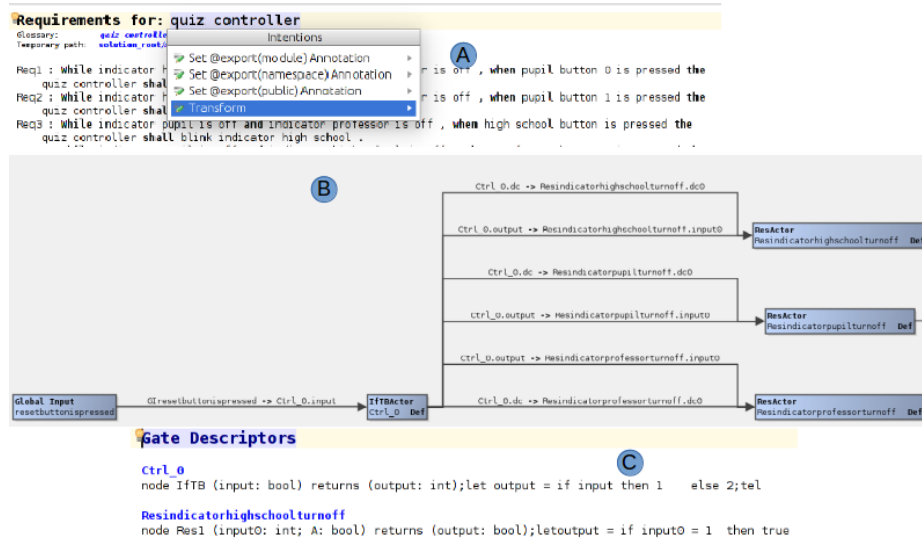 Requirements for: quiz controller
Glossary: quiz controlle
Temporary path: solution_root/
Intentions
Set @export(module) Annotation
Set @export(namespace) Annotation
Set @export(public) Annotation
Transform
A
Req1 : While indicator r is off , when pupil button 0 is pressed the
quiz controller shal
Req2 : While indicator r is off , when pupil button 1 is pressed the
quiz controller shal
Req3 : While indicator pupil is off and indicator professor is off , when high school button is pressed the
quiz controller shall blink indicator high school .
B
Ctrl_0.dc -> Resindicatorhighschoolturnoff.dc0
Ctrl_0.output -> Resindicatorhighschoolturnoff.input0
ResActor
Resindicatorhighschoolturnoff Def
Ctrl_0.dc -> Resindicatorpupilturnoff.dc0
Ctrl_0.output -> Resindicatorpupilturnoff.input0
ResActor
Resindicatorpupilturnoff Def
Ctrl_0.output -> Resindicatorprofessorturnoff.input0
Global Input
resetbuttonispressed
GIresetbuttonispressed -> Ctrl_0.input
IfTBActor
Ctrl_0 Def
Ctrl_0.dc -> Resindicatorprofessorturnoff.dc0
ResActor
Resindicatorprofessorturnoff Def
Gate Descriptors
C
Ctrl_0
node IfTB (input: bool) returns (output: int);let output = if input then 1 else 2;tel
Resindicatorhighschoolturnoff
node Res1 (input0: int; A: bool) returns (output: bool);letoutput = if input0 = 1 then true